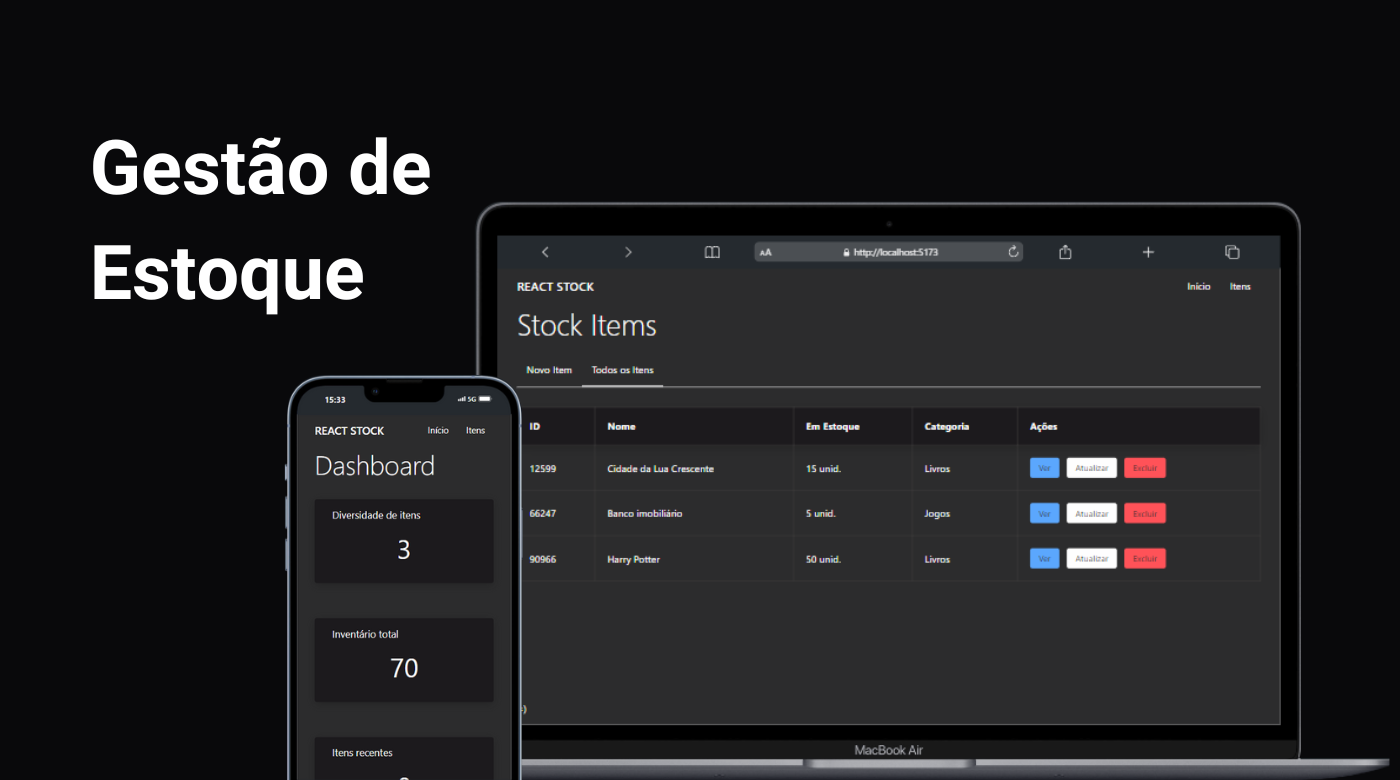 Gestão de
Estoque
http://localhost:5173
REACT STOCK
Início Itens
Stock Items
Novo Item Todos os Itens
ID Nome Em Estoque Categoria Ações
12599 Cidade da Lua Crescente 15 unid. Livros Ver Atualizar Excluir
66247 Banco imobiliário 5 unid. Jogos Ver Atualizar Excluir
90966 Harry Potter 50 unid. Livros Ver Atualizar Excluir
MacBook Air
15:33 5G
REACT STOCK Início Itens
Dashboard
Diversidade de itens
3
Inventário total
70
Itens recentes